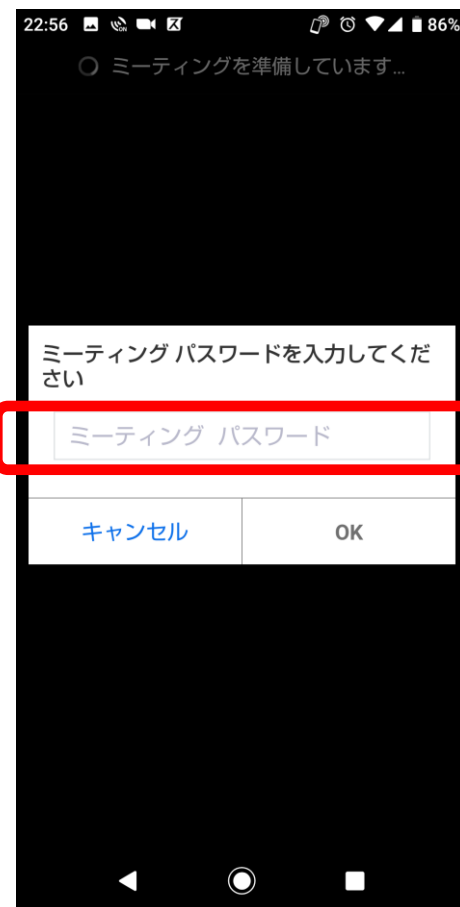 22:56 86%
ミーティングを準備しています...
ミーティング パスワードを入力してくだ
さい
ミーティング パスワード
キャンセル OK